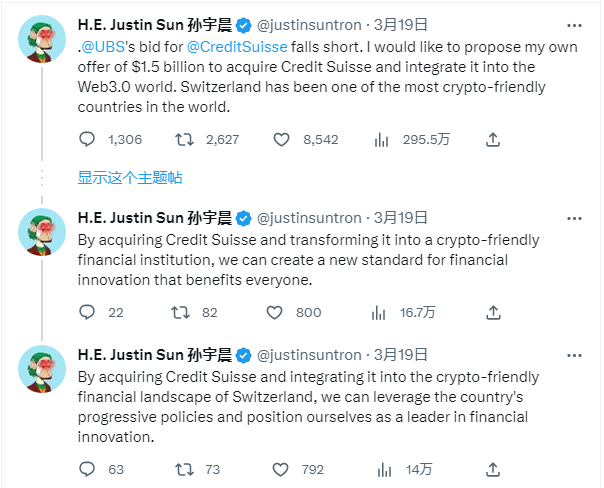 H.E. Justin Sun 孙宇晨 @justinsuntron · 3月19日
.@UBS's bid for @CreditSuisse falls short. I would like to propose my own
offer of $1.5 billion to acquire Credit Suisse and integrate it into the
Web3.0 world. Switzerland has been one of the most crypto-friendly
countries in the world.
1,306 2,627 8,542 295.5万
显示这个主题帖
H.E. Justin Sun 孙宇晨 @justinsuntron · 3月19日
By acquiring Credit Suisse and transforming it into a crypto-friendly
financial institution, we can create a new standard for financial
innovation that benefits everyone.
22 82 800 16.7万
H.E. Justin Sun 孙宇晨 @justinsuntron · 3月19日
By acquiring Credit Suisse and integrating it into the crypto-friendly
financial landscape of Switzerland, we can leverage the country's
progressive policies and position ourselves as a leader in financial
innovation.
63 73 792 14万